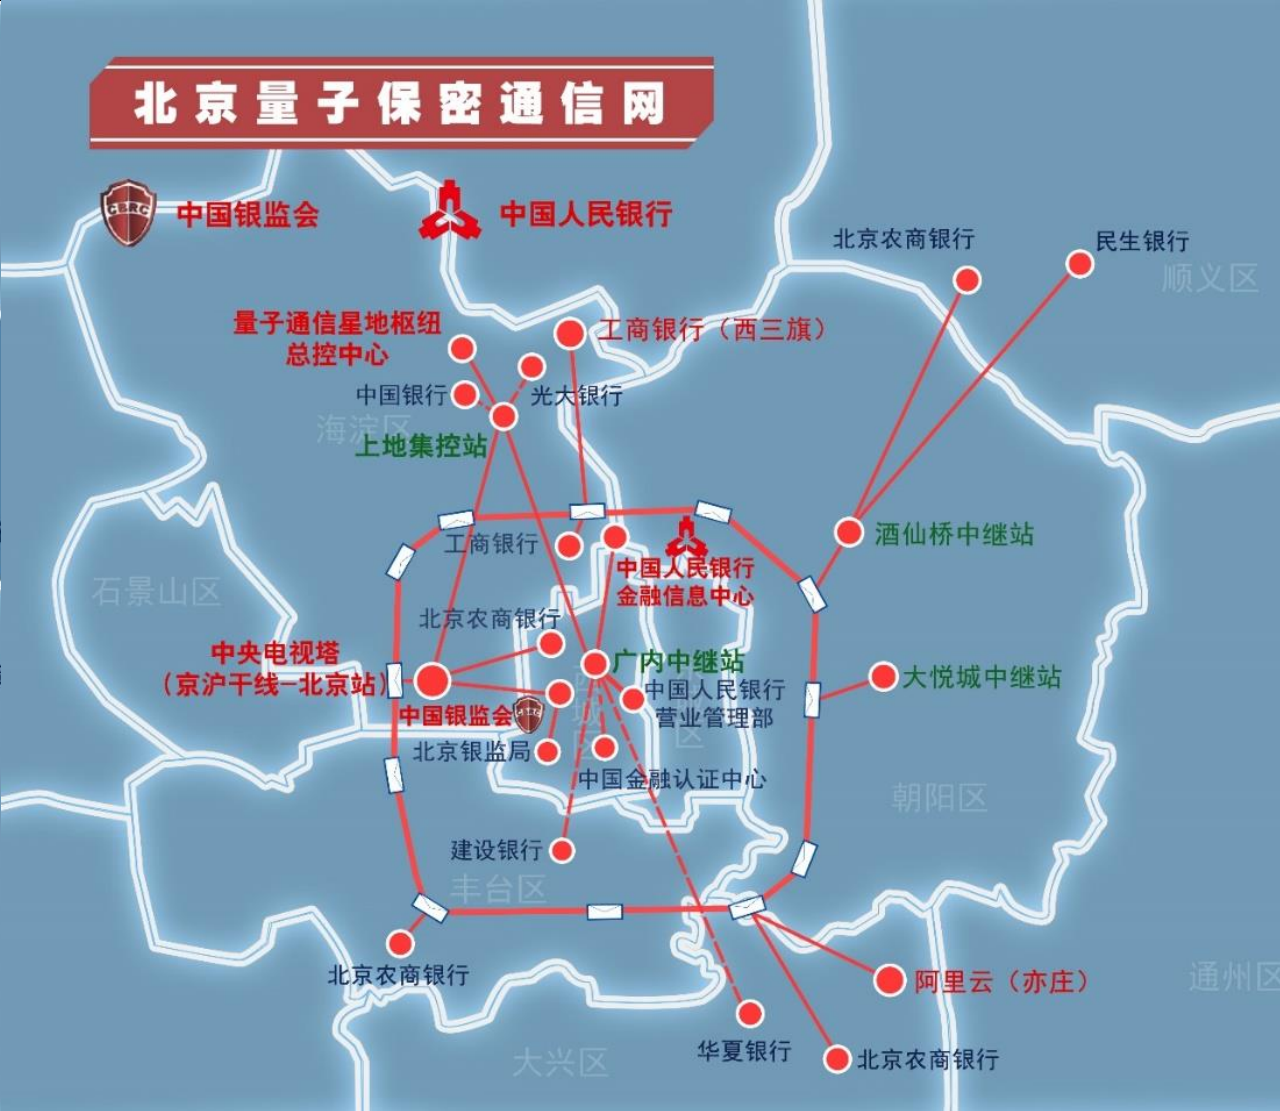 北京量子保密通信网
CBRC
中国银监会
中国人民银行
北京农商银行
民生银行
顺义区
量子通信星地枢纽
总控中心
工商银行（西三旗）
中国银行
光大银行
海淀区
上地集控站
工商银行
酒仙桥中继站
中国人民银行
金融信息中心
石景山区
北京农商银行
中央电视塔
（京沪干线—北京站）
广内中继站
大悦城中继站
中国人民银行
营业管理部
中国银监会
CBRC
西城区
北京银监局
中国金融认证中心
朝阳区
建设银行
丰台区
北京农商银行
阿里云（亦庄）
通州区
华夏银行
北京农商银行
大兴区